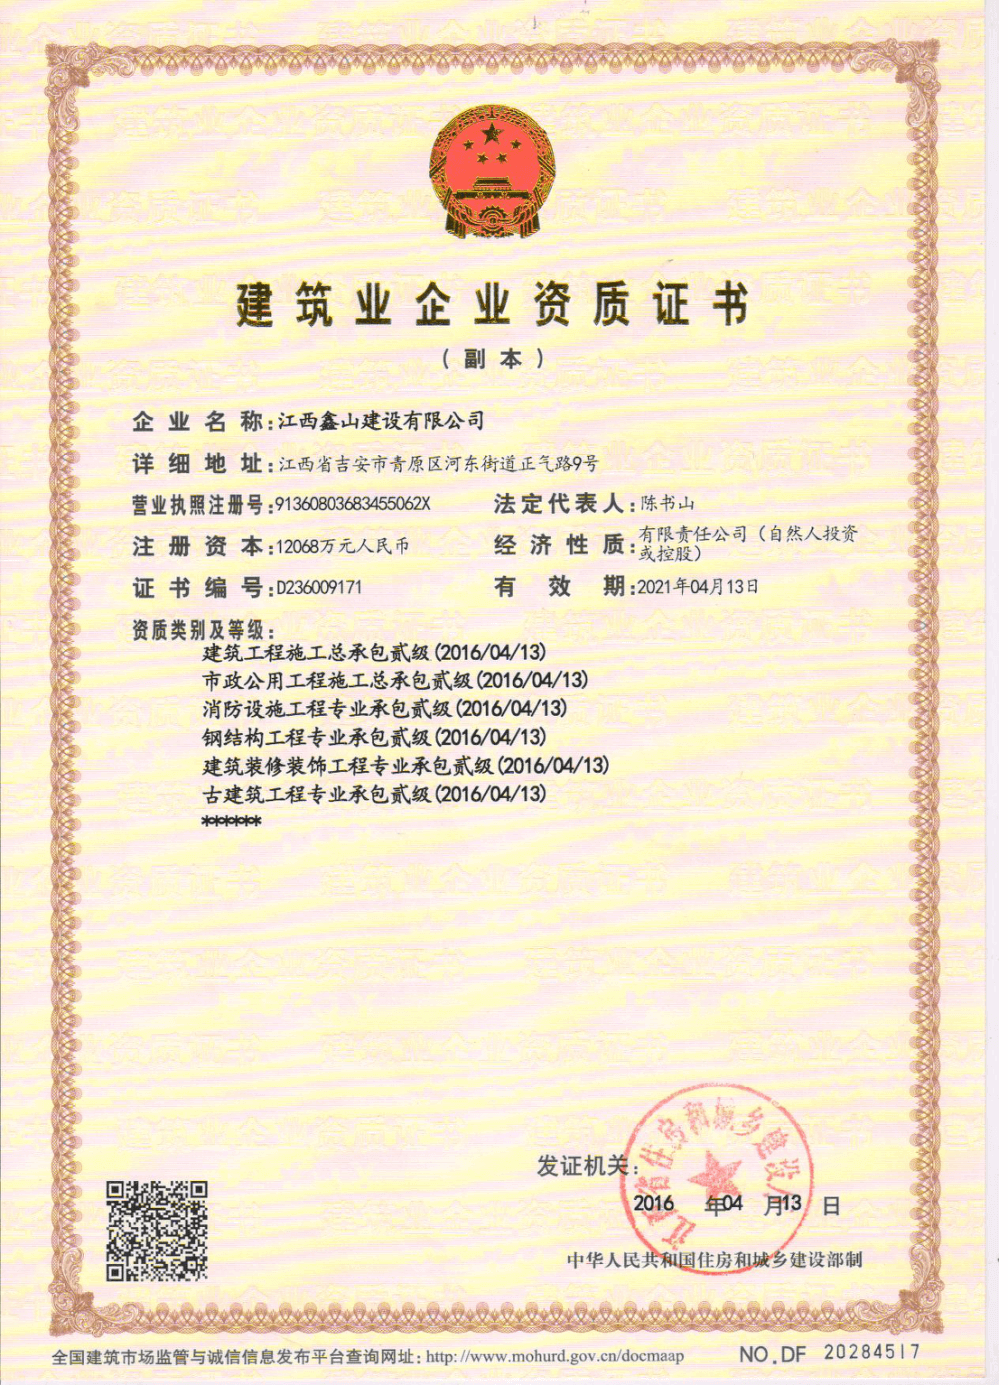 建筑业企业资质证书
（副本）
企业名称：江西鑫山建设有限公司
详细地址：江西省吉安市青原区河东街道正气路9号
营业执照注册号：91360803683455062X 法定代表人：陈书山
注册资本：12068万元人民币 经济性质：有限责任公司（自然人投资或控股）
证书编号：D236009171 有效期：2021年04月13日
资质类别及等级：
建筑工程施工总承包贰级(2016/04/13)
市政公用工程施工总承包贰级(2016/04/13)
消防设施工程专业承包贰级(2016/04/13)
钢结构工程专业承包贰级(2016/04/13)
建筑装修装饰工程专业承包贰级(2016/04/13)
古建筑工程专业承包贰级(2016/04/13)
******
江西省住房和城乡建设厅
发证机关：
2016年04月13日
中华人民共和国住房和城乡建设部制
全国建筑市场监管与诚信信息发布平台查询网址：http://www.mohurd.gov.cn/docmaap
NO.DF 20284517